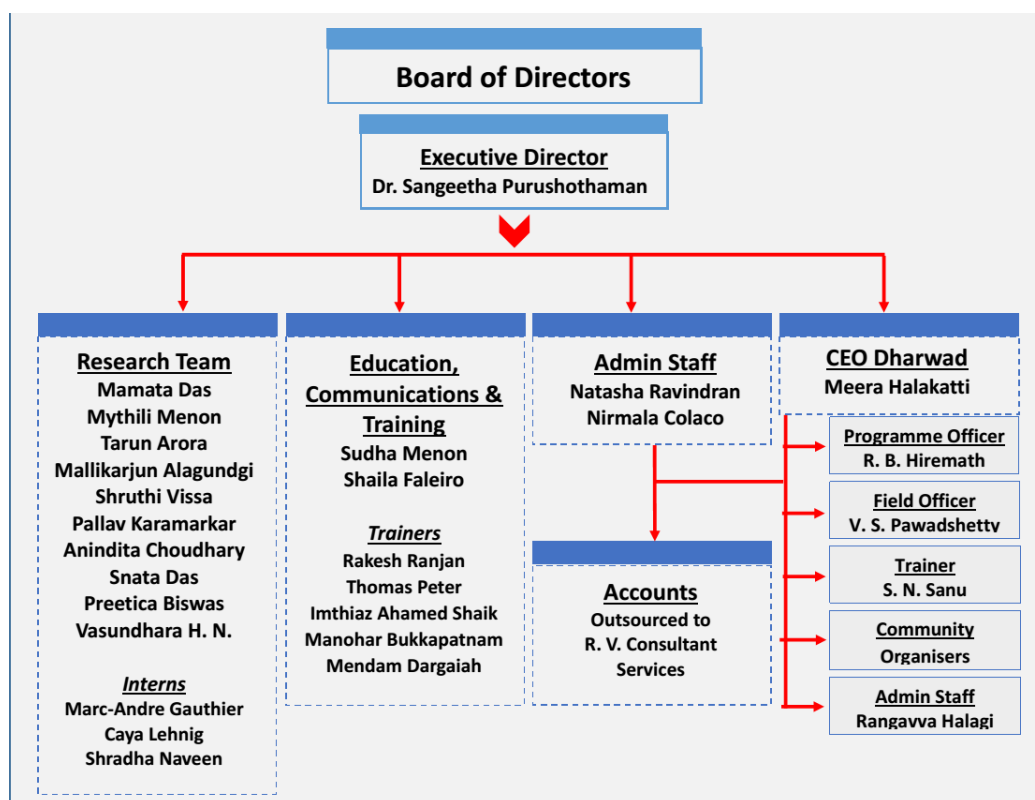 Board of Directors
Executive Director
Dr. Sangeetha Purushothaman
Research Team
Mamata Das
Mythili Menon
Tarun Arora
Mallikarjun Alagundgi
Shruthi Vissa
Pallav Karamarkar
Anindita Choudhary
Snata Das
Preetica Biswas
Vasundhara H. N.
Interns
Marc-Andre Gauthier
Caya Lehnig
Shradha Naveen
Education,
Communications &
Training
Sudha Menon
Shaila Faleiro
Trainers
Rakesh Ranjan
Thomas Peter
Imthiaz Ahamed Shaik
Manohar Bukkapatnam
Mendam Dargaiah
Admin Staff
Natasha Ravindran
Nirmala Colaco
Accounts
Outsourced to
R. V. Consultant
Services
CEO Dharwad
Meera Halakatti
Programme Officer
R. B. Hiremath
Field Officer
V. S. Pawadshetty
Trainer
S. N. Sanu
Community
Organisers
Admin Staff
Rangavva Halagi